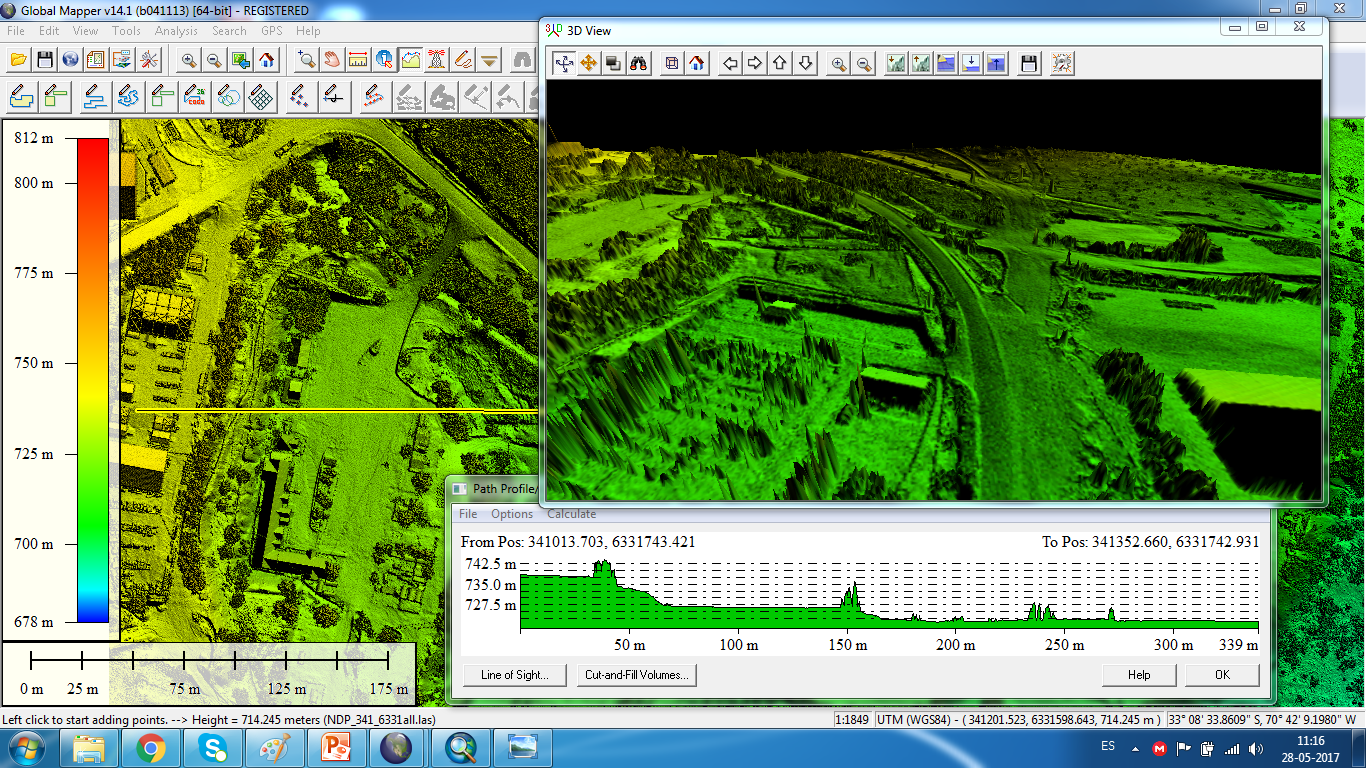 Global Mapper v14.1 (b041113) [64-bit] - REGISTERED
File Edit View Tools Analysis Search GPS Help
3D View
812 m
800 m
775 m
750 m
725 m
700 m
678 m
0 m 25 m 75 m 125 m 175 m
Path Profile/
File Options Calculate
From Pos: 341013.703, 6331743.421 To Pos: 341352.660, 6331742.931
742.5 m
735.0 m
727.5 m
50 m 100 m 150 m 200 m 250 m 300 m 339 m
Line of Sight... Cut-and-Fill Volumes... Help OK
Left click to start adding points. --> Height = 714.245 meters (NDP_341_6331all.las) 1:1849 UTM (WGS84) - ( 341201.523, 6331598.643, 714.245 m ) 33° 08' 33.8609" S, 70° 42' 9.1980" W
ES 11:16
28-05-2017